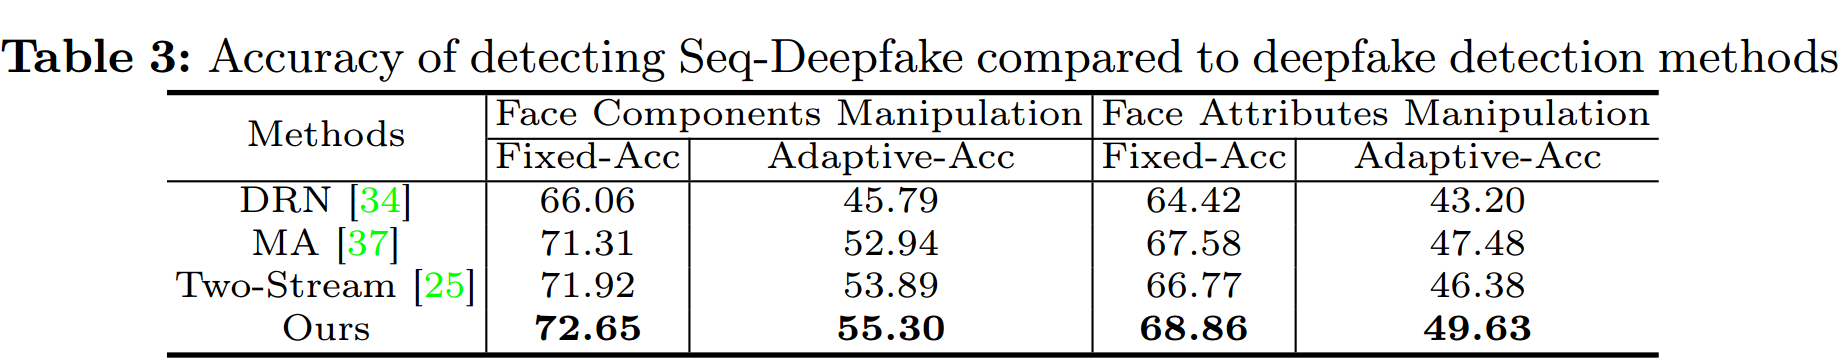 Table 3: Accuracy of detecting Seq-Deepfake compared to deepfake detection methods
Methods Face Components Manipulation Face Attributes Manipulation
Fixed-Acc Adaptive-Acc Fixed-Acc Adaptive-Acc
DRN [34] 66.06 45.79 64.42 43.20
MA [37] 71.31 52.94 67.58 47.48
Two-Stream [25] 71.92 53.89 66.77 46.38
Ours 72.65 55.30 68.86 49.63